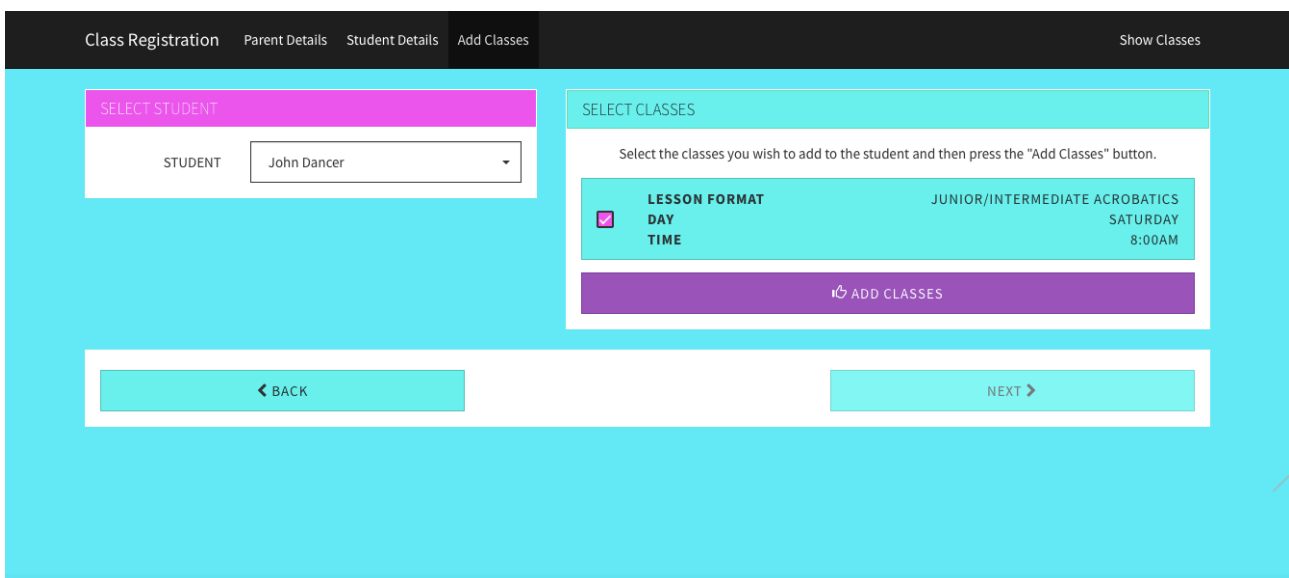 Class Registration Parent Details Student Details Add Classes Show Classes
SELECT STUDENT
STUDENT John Dancer
SELECT CLASSES
Select the classes you wish to add to the student and then press the "Add Classes" button.
LESSON FORMAT JUNIOR/INTERMEDIATE ACROBATICS
DAY SATURDAY
TIME 8:00AM
ADD CLASSES
BACK NEXT